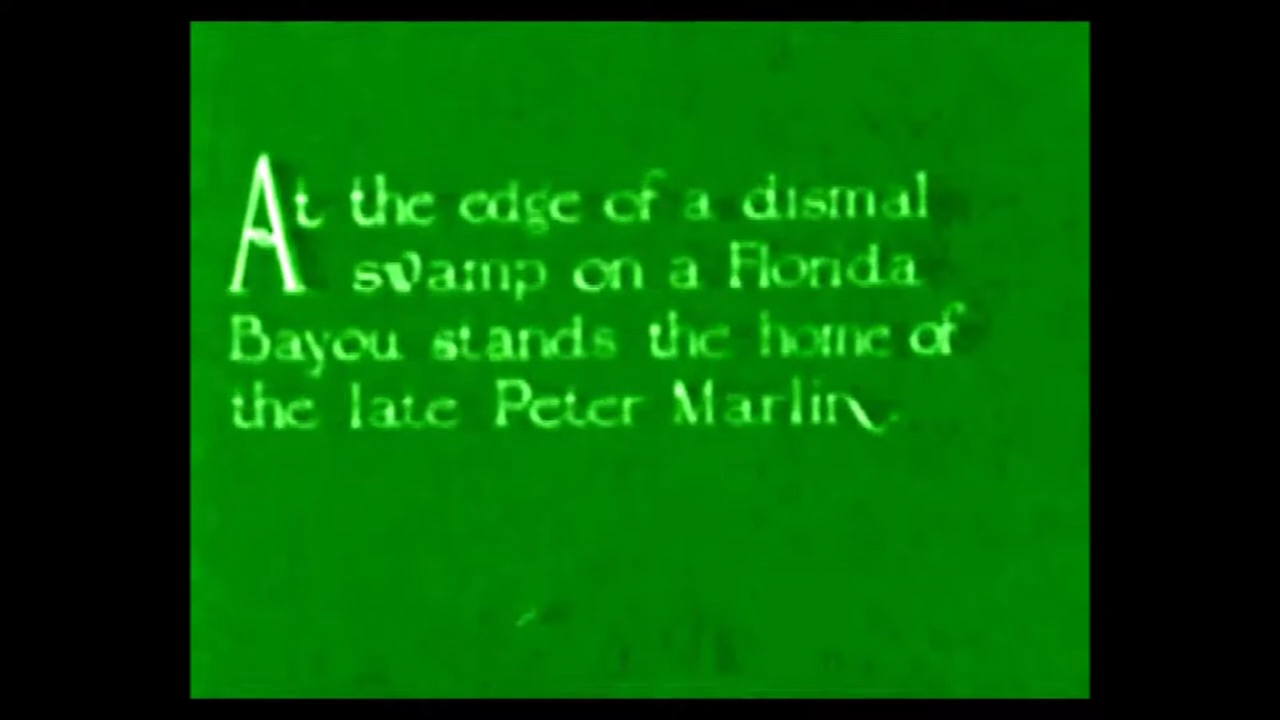 At the edge of a dismal
swamp on a Florida
Bayou stands the home of
the late Peter Marlin.